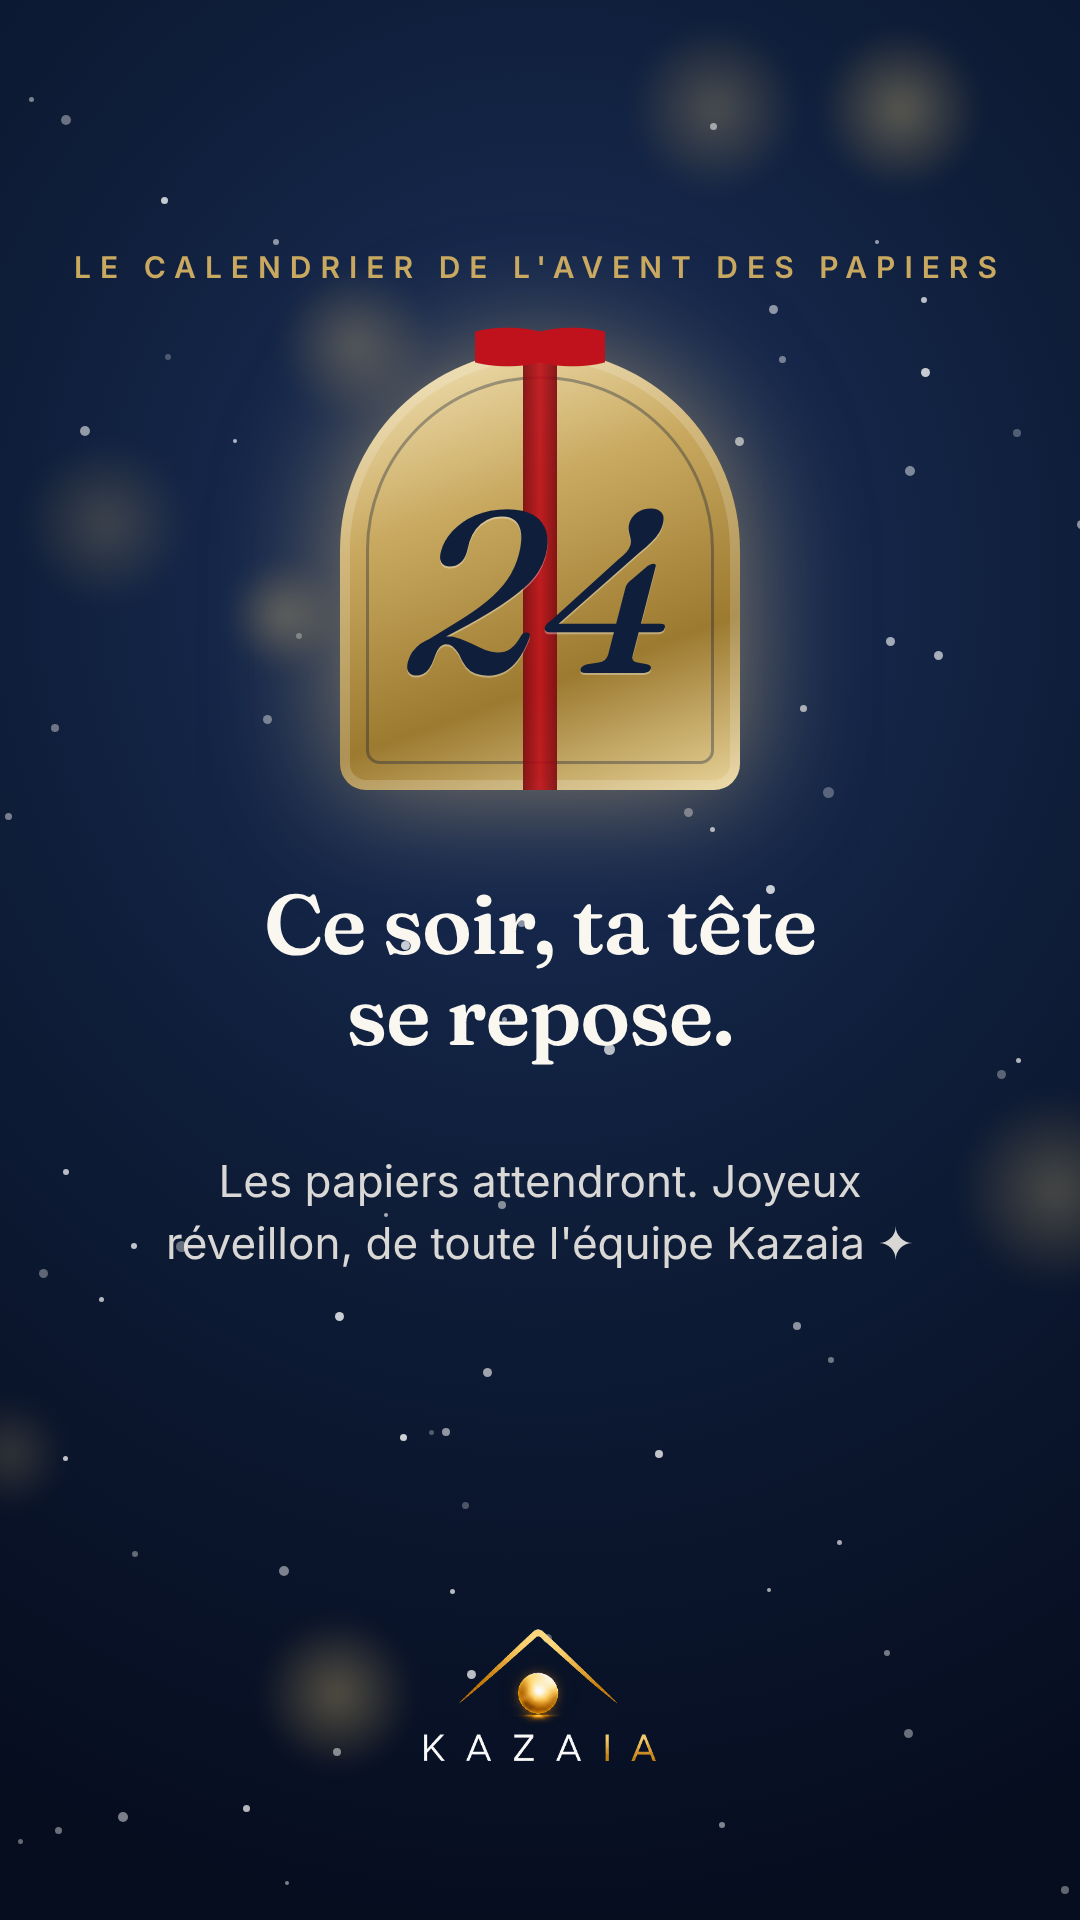 LE CALENDRIER DE L'AVENT DES PAPIERS
24
Ce soir, ta tête
se repose.
Les papiers attendront. Joyeux
réveillon, de toute l'équipe Kazaia ✦
KAZAIA